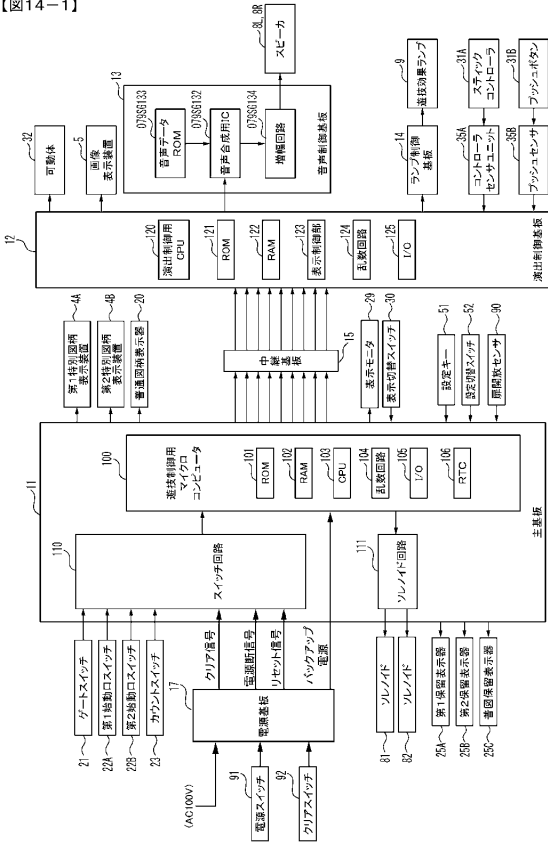 【図14-1】
8L,8R
スピーカ
13
079SG6133
音声データ
ROM
079SG6132
音声合成用IC
079SG6134
増幅回路
音声制御基板
32
可動体
5
画像
表示装置
9
遊技効果ランプ
14
ランプ制御
基板
31A
スティック
コントローラ
35A
コントローラ
センサユニット
31B
プッシュボタン
35B
プッシュセンサ
12
120
演出制御用
CPU
121
ROM
122
RAM
123
表示制御部
124
乱数回路
125
I/O
演出制御基板
4A
第1特別図柄
表示装置
4B
第2特別図柄
表示装置
20
普通図柄表示器
中継基板
15
29
表示モニタ
30
表示切替スイッチ
51
設定キー
52
設定切替スイッチ
90
扉開放センサ
11
100
遊技制御用
マイクロ
コンピュータ
101
ROM
102
RAM
103
CPU
104
乱数回路
105
I/O
106
RTC
主基板
110
スイッチ回路
111
ソレノイド回路
ゲートスイッチ
21
第1始動口スイッチ
22A
第2始動口スイッチ
22B
カウントスイッチ
23
クリア信号
電源断信号
リセット信号
バックアップ
電源
17
電源基板
(AC100V)
91
電源スイッチ
92
クリアスイッチ
ソレノイド
81
ソレノイド
82
第1保留表示器
25A
第2保留表示器
25B
普図保留表示器
25C